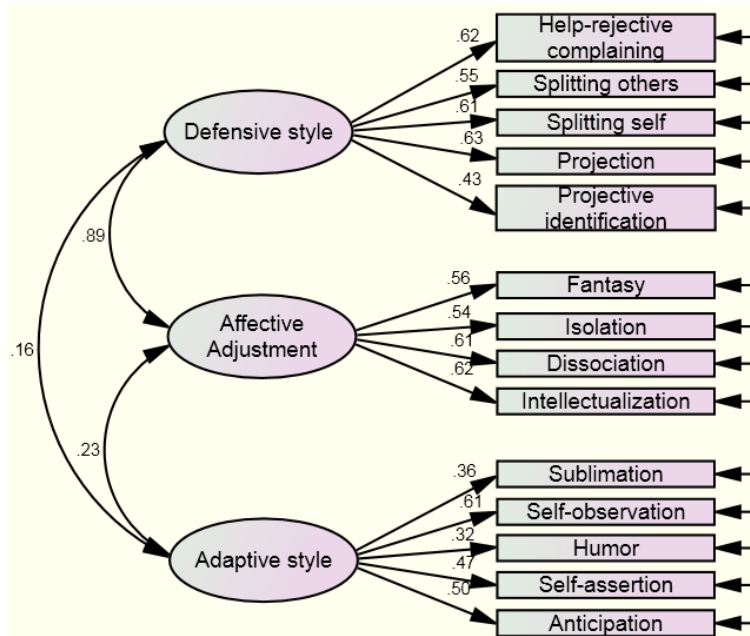 Help-rejective
complaining
.62
Splitting others
.55
.61
Splitting self
Defensive style
.63
Projection
.43
Projective
identification
.89
.56
Fantasy
.54
Isolation
Affective
Adjustment
.61
Dissociation
.62
Intellectualization
.16
.23
.36
Sublimation
.61
Self-observation
.32
Humor
Adaptive style
.47
Self-assertion
.50
Anticipation